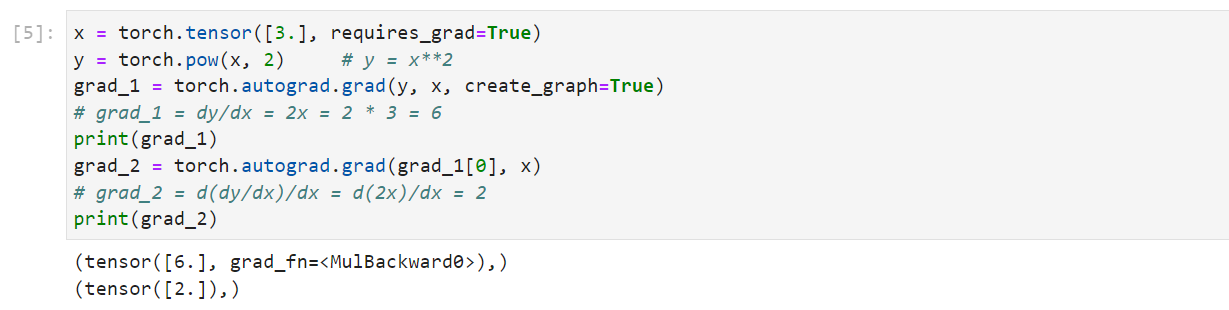 [5]: x = torch.tensor([3.], requires_grad=True)
y = torch.pow(x, 2)     # y = x**2
grad_1 = torch.autograd.grad(y, x, create_graph=True)
# grad_1 = dy/dx = 2x = 2 * 3 = 6
print(grad_1)
grad_2 = torch.autograd.grad(grad_1[0], x)
# grad_2 = d(dy/dx)/dx = d(2x)/dx = 2
print(grad_2)
(tensor([6.], grad_fn=<MulBackward0>),)
(tensor([2.]),)